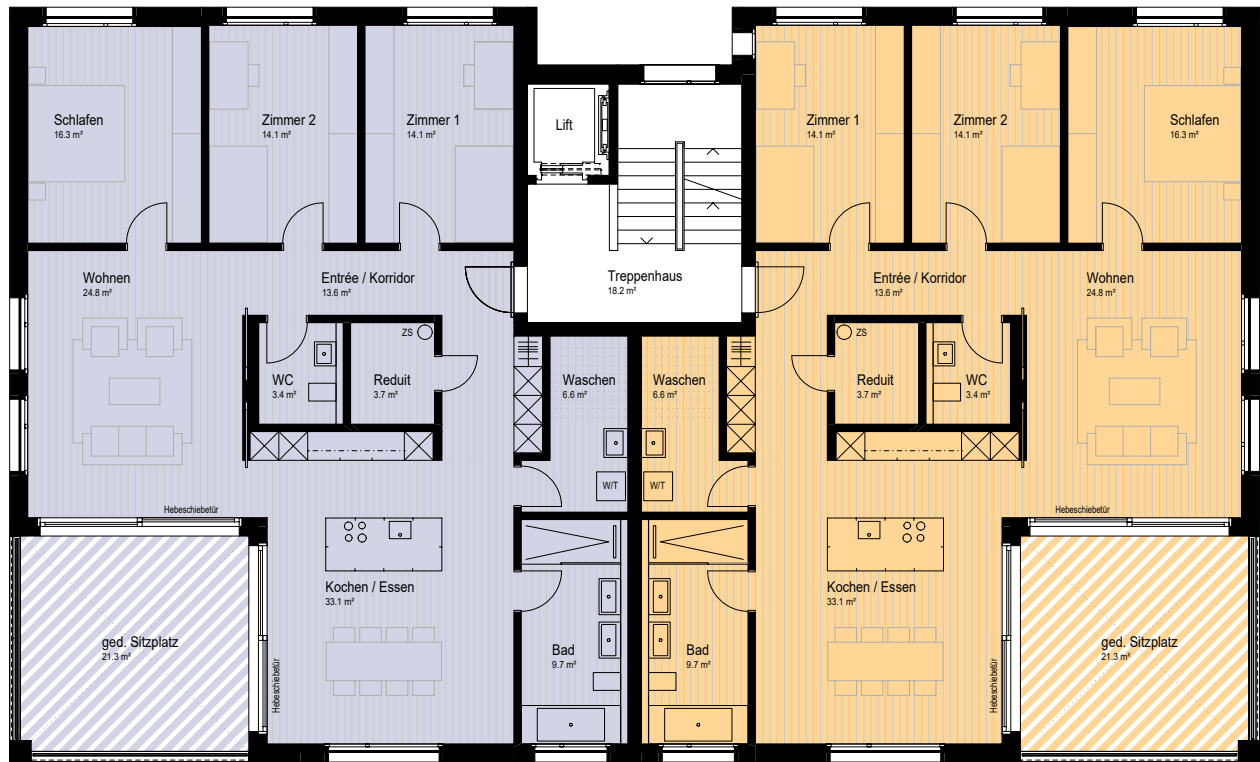 Schlafen
16.3 m²
Zimmer 2
14.1 m²
Zimmer 1
14.1 m²
Lift
Zimmer 1
14.1 m²
Zimmer 2
14.1 m²
Schlafen
16.3 m²
Wohnen
24.8 m²
Entrée / Korridor
13.6 m²
Treppenhaus
18.2 m²
Entrée / Korridor
13.6 m²
Wohnen
24.8 m²
ZS
ZS
WC
3.4 m²
Reduit
3.7 m²
Waschen
6.6 m²
Waschen
6.6 m²
Reduit
3.7 m²
WC
3.4 m²
W/T
W/T
Hebeschiebetür
Hebeschiebetür
Kochen / Essen
33.1 m²
Kochen / Essen
33.1 m²
ged. Sitzplatz
21.3 m²
Hebeschiebetür
Bad
9.7 m²
Bad
9.7 m²
Hebeschiebetür
ged. Sitzplatz
21.3 m²